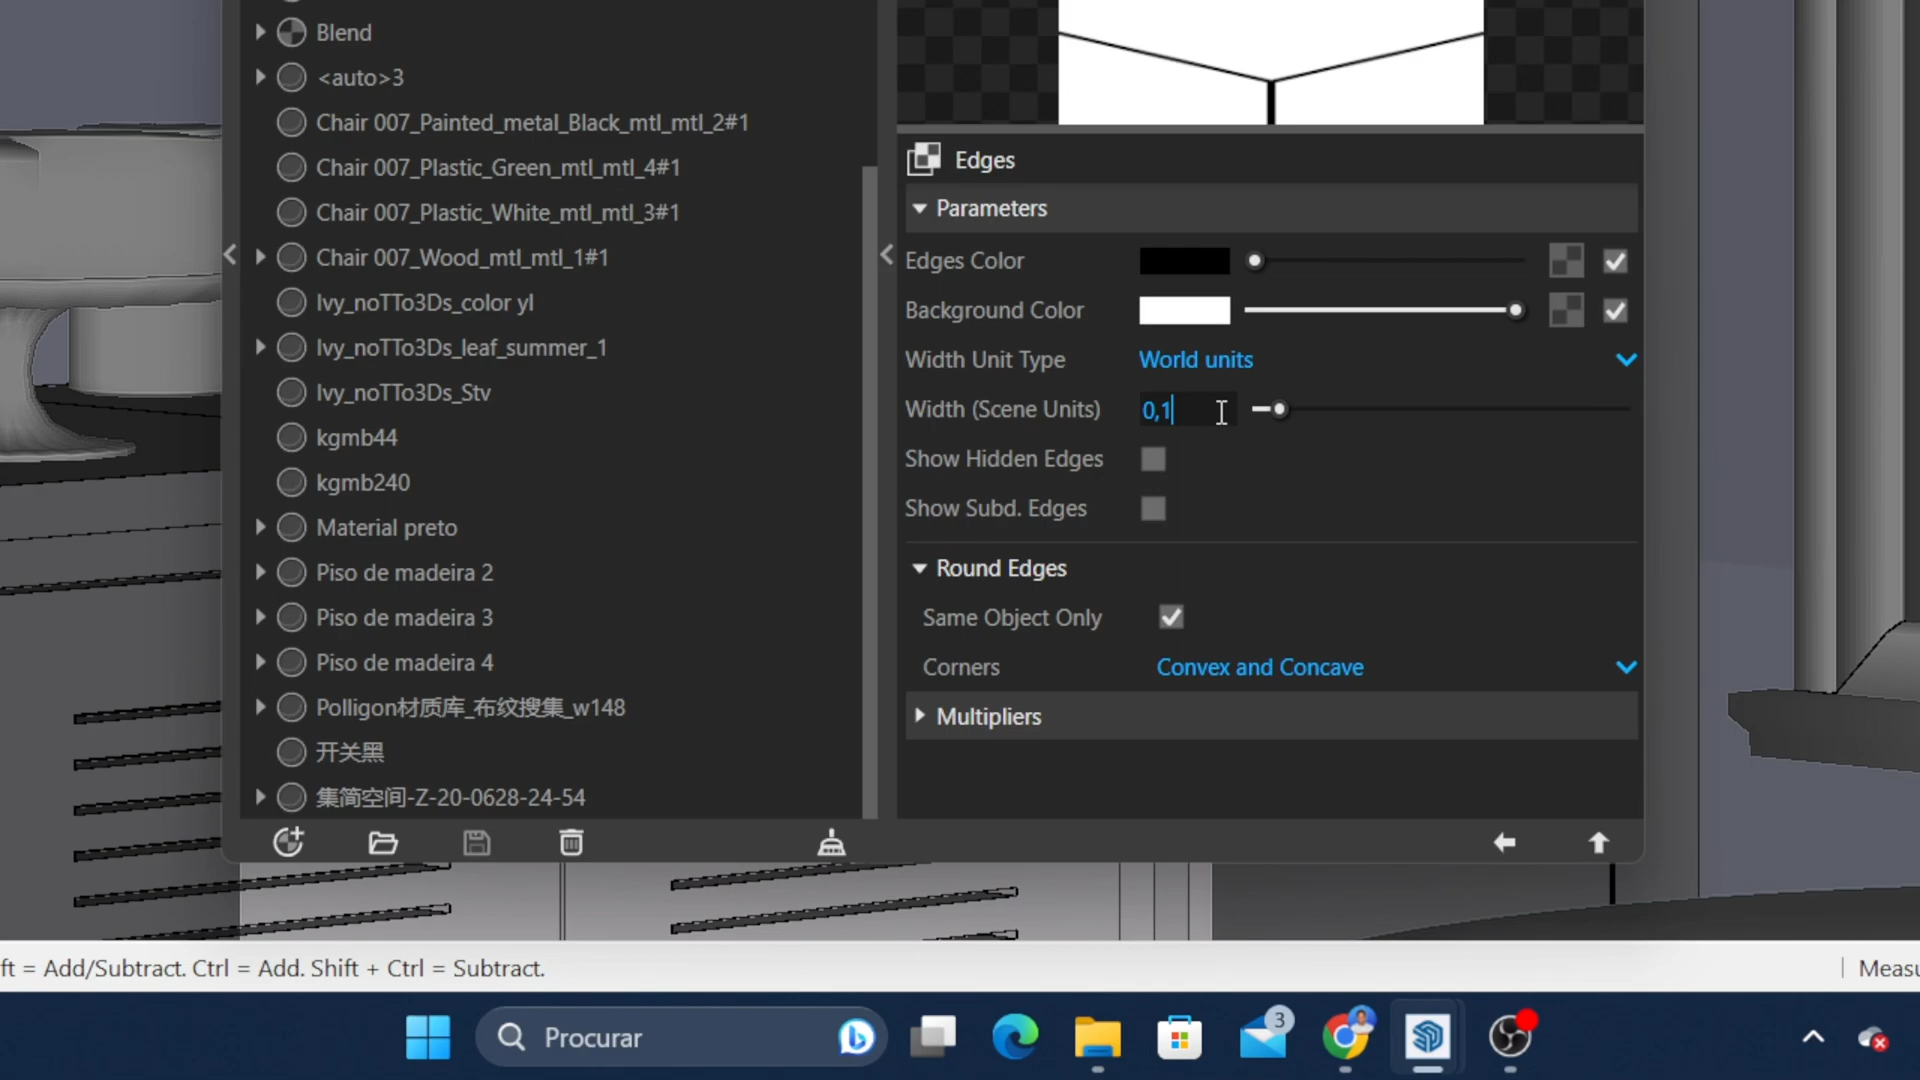 Blend
<auto>3
Chair 007_Painted_metal_Black_mtl_mtl_2#1
Chair 007_Plastic_Green_mtl_mtl_4#1
Chair 007_Plastic_White_mtl_mtl_3#1
Chair 007_Wood_mtl_mtl_1#1
Ivy_noTTo3Ds_color yl
Ivy_noTTo3Ds_leaf_summer_1
Ivy_noTTo3Ds_Stv
kgmb44
kgmb240
Material preto
Piso de madeira 2
Piso de madeira 3
Piso de madeira 4
Polligon材质库_布纹搜集_w148
开关黑
集简空间-Z-20-0628-24-54
Edges
Parameters
Edges Color
Background Color
Width Unit Type World units
Width (Scene Units) 0,1
Show Hidden Edges
Show Subd. Edges
Round Edges
Same Object Only
Corners Convex and Concave
Multipliers
ft = Add/Subtract. Ctrl = Add. Shift + Ctrl = Subtract.
Measu
Procurar
3